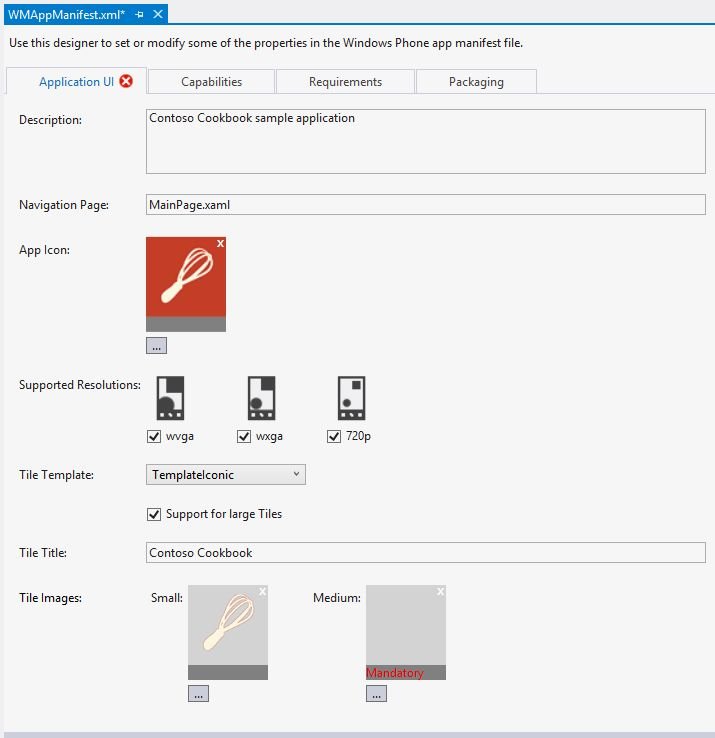 WMAppManifest.xml*
Use this designer to set or modify some of the properties in the Windows Phone app manifest file.
Application UI Capabilities Requirements Packaging
Description: Contoso Cookbook sample application
Navigation Page: MainPage.xaml
App Icon: x
...
Supported Resolutions:
wvga wxga 720p
Tile Template: TemplateIconic
Support for large Tiles
Tile Title: Contoso Cookbook
Tile Images: Small: x Medium: x
Mandatory
... ...